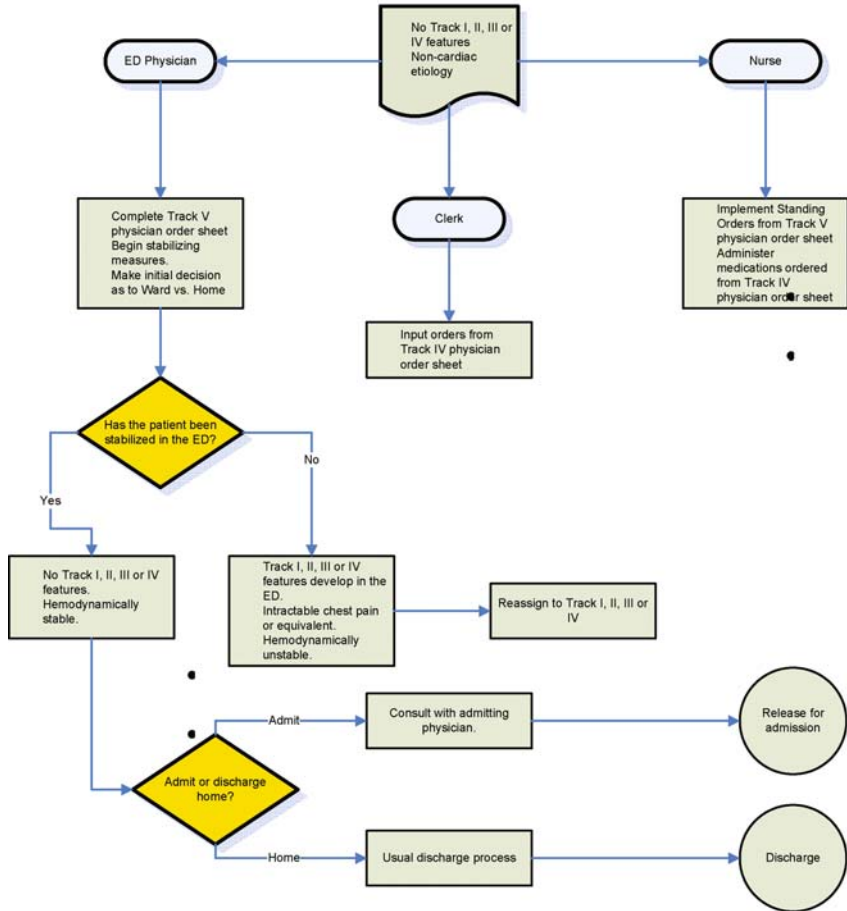 No Track I, II, III or
IV features
Non-cardiac
etiology
ED Physician
Nurse
Clerk
Complete Track V
physician order sheet
Begin stabilizing
measures.
Make initial decision
as to Ward vs. Home
Implement Standing
Orders from Track V
physician order sheet
Administer
medications ordered
from Track IV
physician order sheet
Input orders from
Track IV physician
order sheet
Has the patient been
stabilized in the ED?
Yes
No
No Track I, II, III or IV
features.
Hemodynamically
stable.
Track I, II, III or IV
features develop in the
ED.
Intractable chest pain
or equivalent.
Hemodynamically
unstable.
Reassign to Track I, II, III or
IV
Admit or discharge
home?
Admit
Consult with admitting
physician.
Release for
admission
Home
Usual discharge process
Discharge